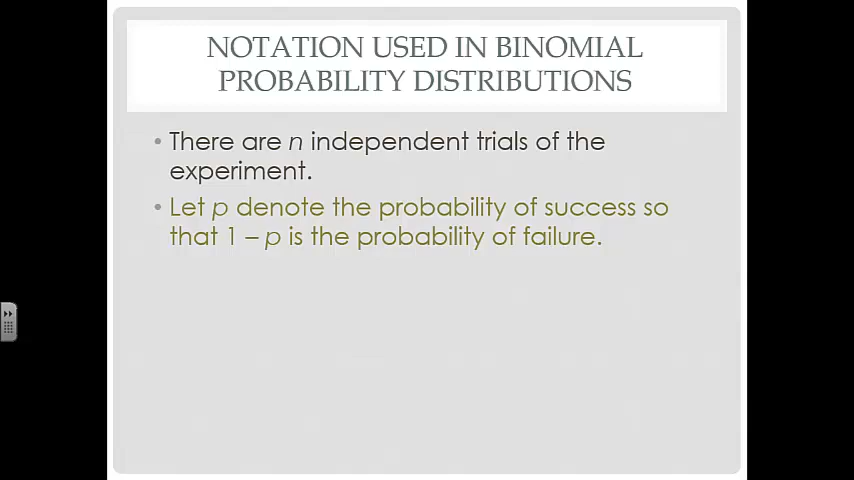 NOTATION USED IN BINOMIAL
PROBABILITY DISTRIBUTIONS
• There are n independent trials of the
experiment.
• Let p denote the probability of success so
that 1 – p is the probability of failure.